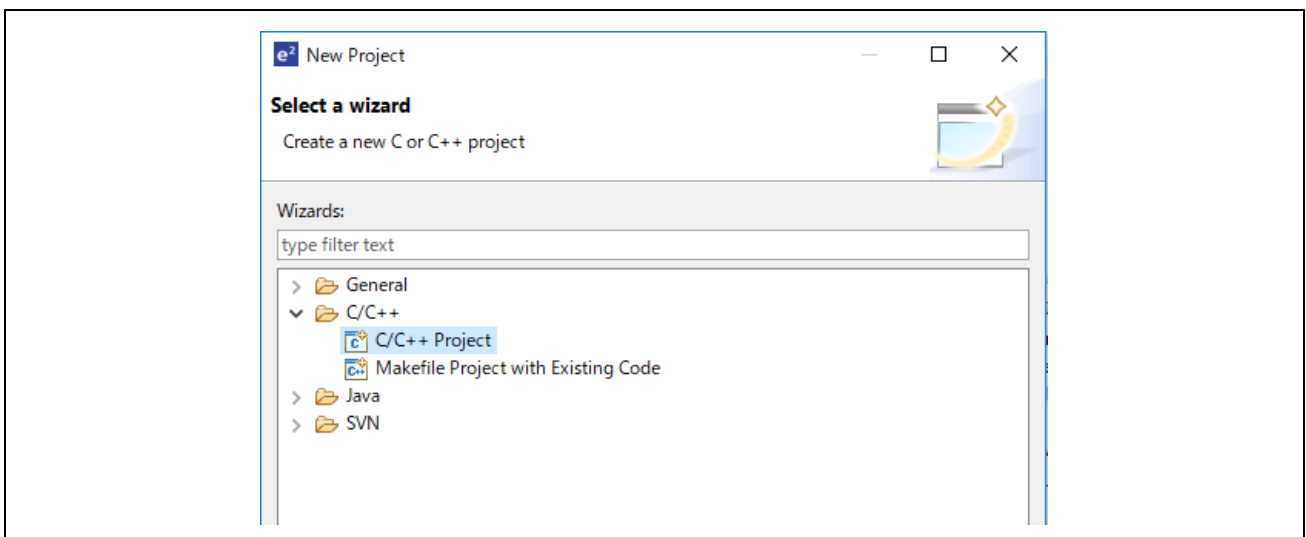 e² New Project
Select a wizard
Create a new C or C++ project
Wizards:
type filter text
General
C/C++
C C/C++ Project
C++ Makefile Project with Existing Code
Java
SVN